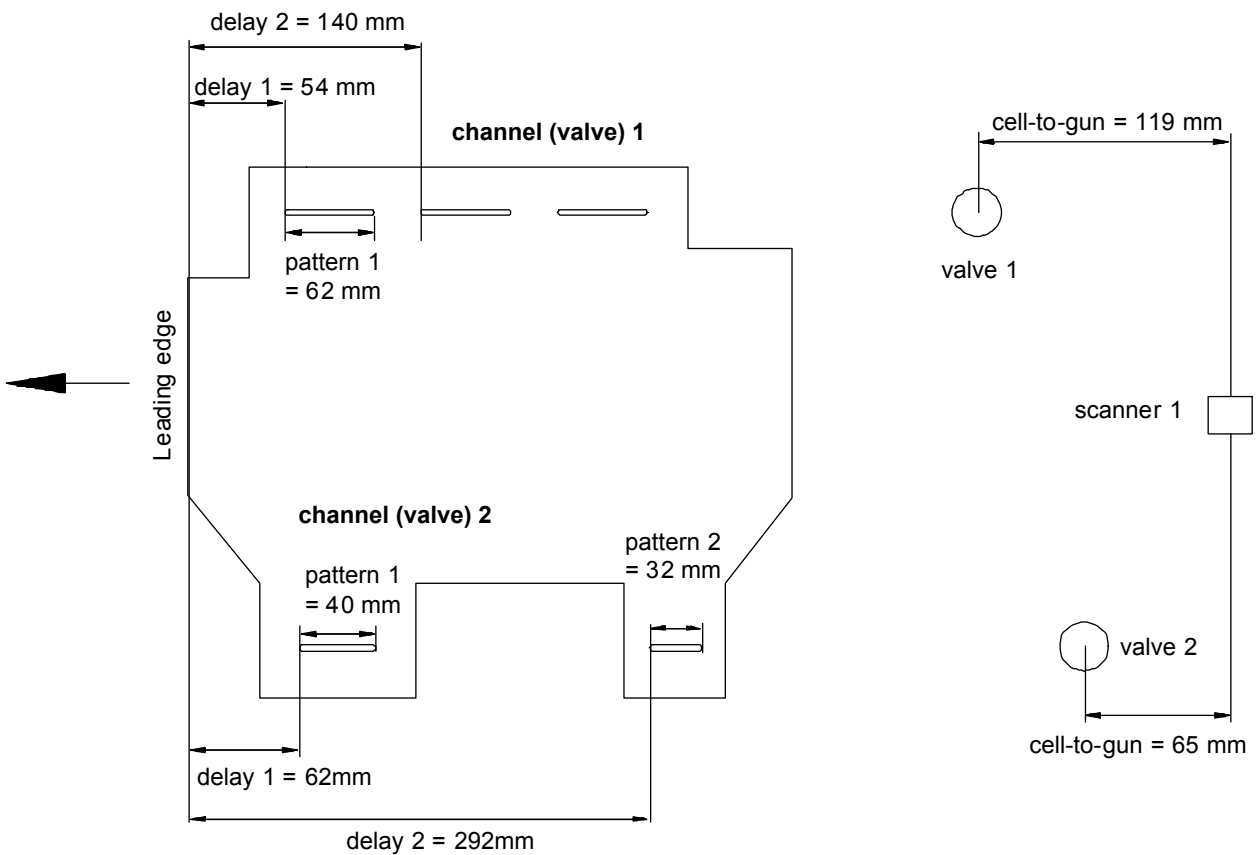 delay 2 = 140 mm
delay 1 = 54 mm
channel (valve) 1
cell-to-gun = 119 mm
pattern 1
= 62 mm
valve 1
Leading edge
scanner 1
channel (valve) 2
pattern 1
= 40 mm
pattern 2
= 32 mm
valve 2
cell-to-gun = 65 mm
delay 1 = 62mm
delay 2 = 292mm